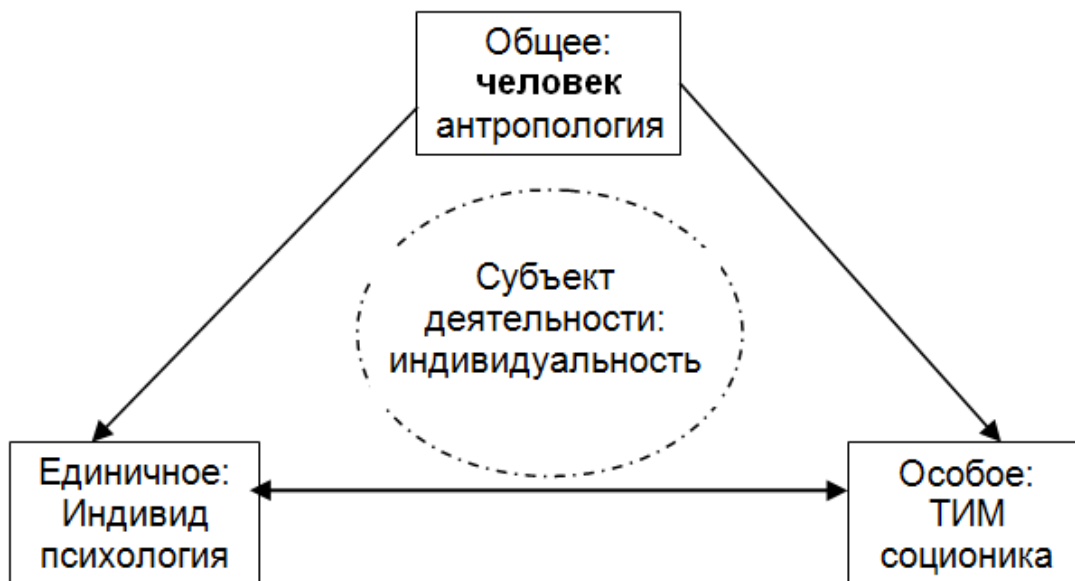 Общее:
человек
антропология
Субъект
деятельности:
индивидуальность
Единичное:
Индивид
психология
Особое:
ТИМ
соционика